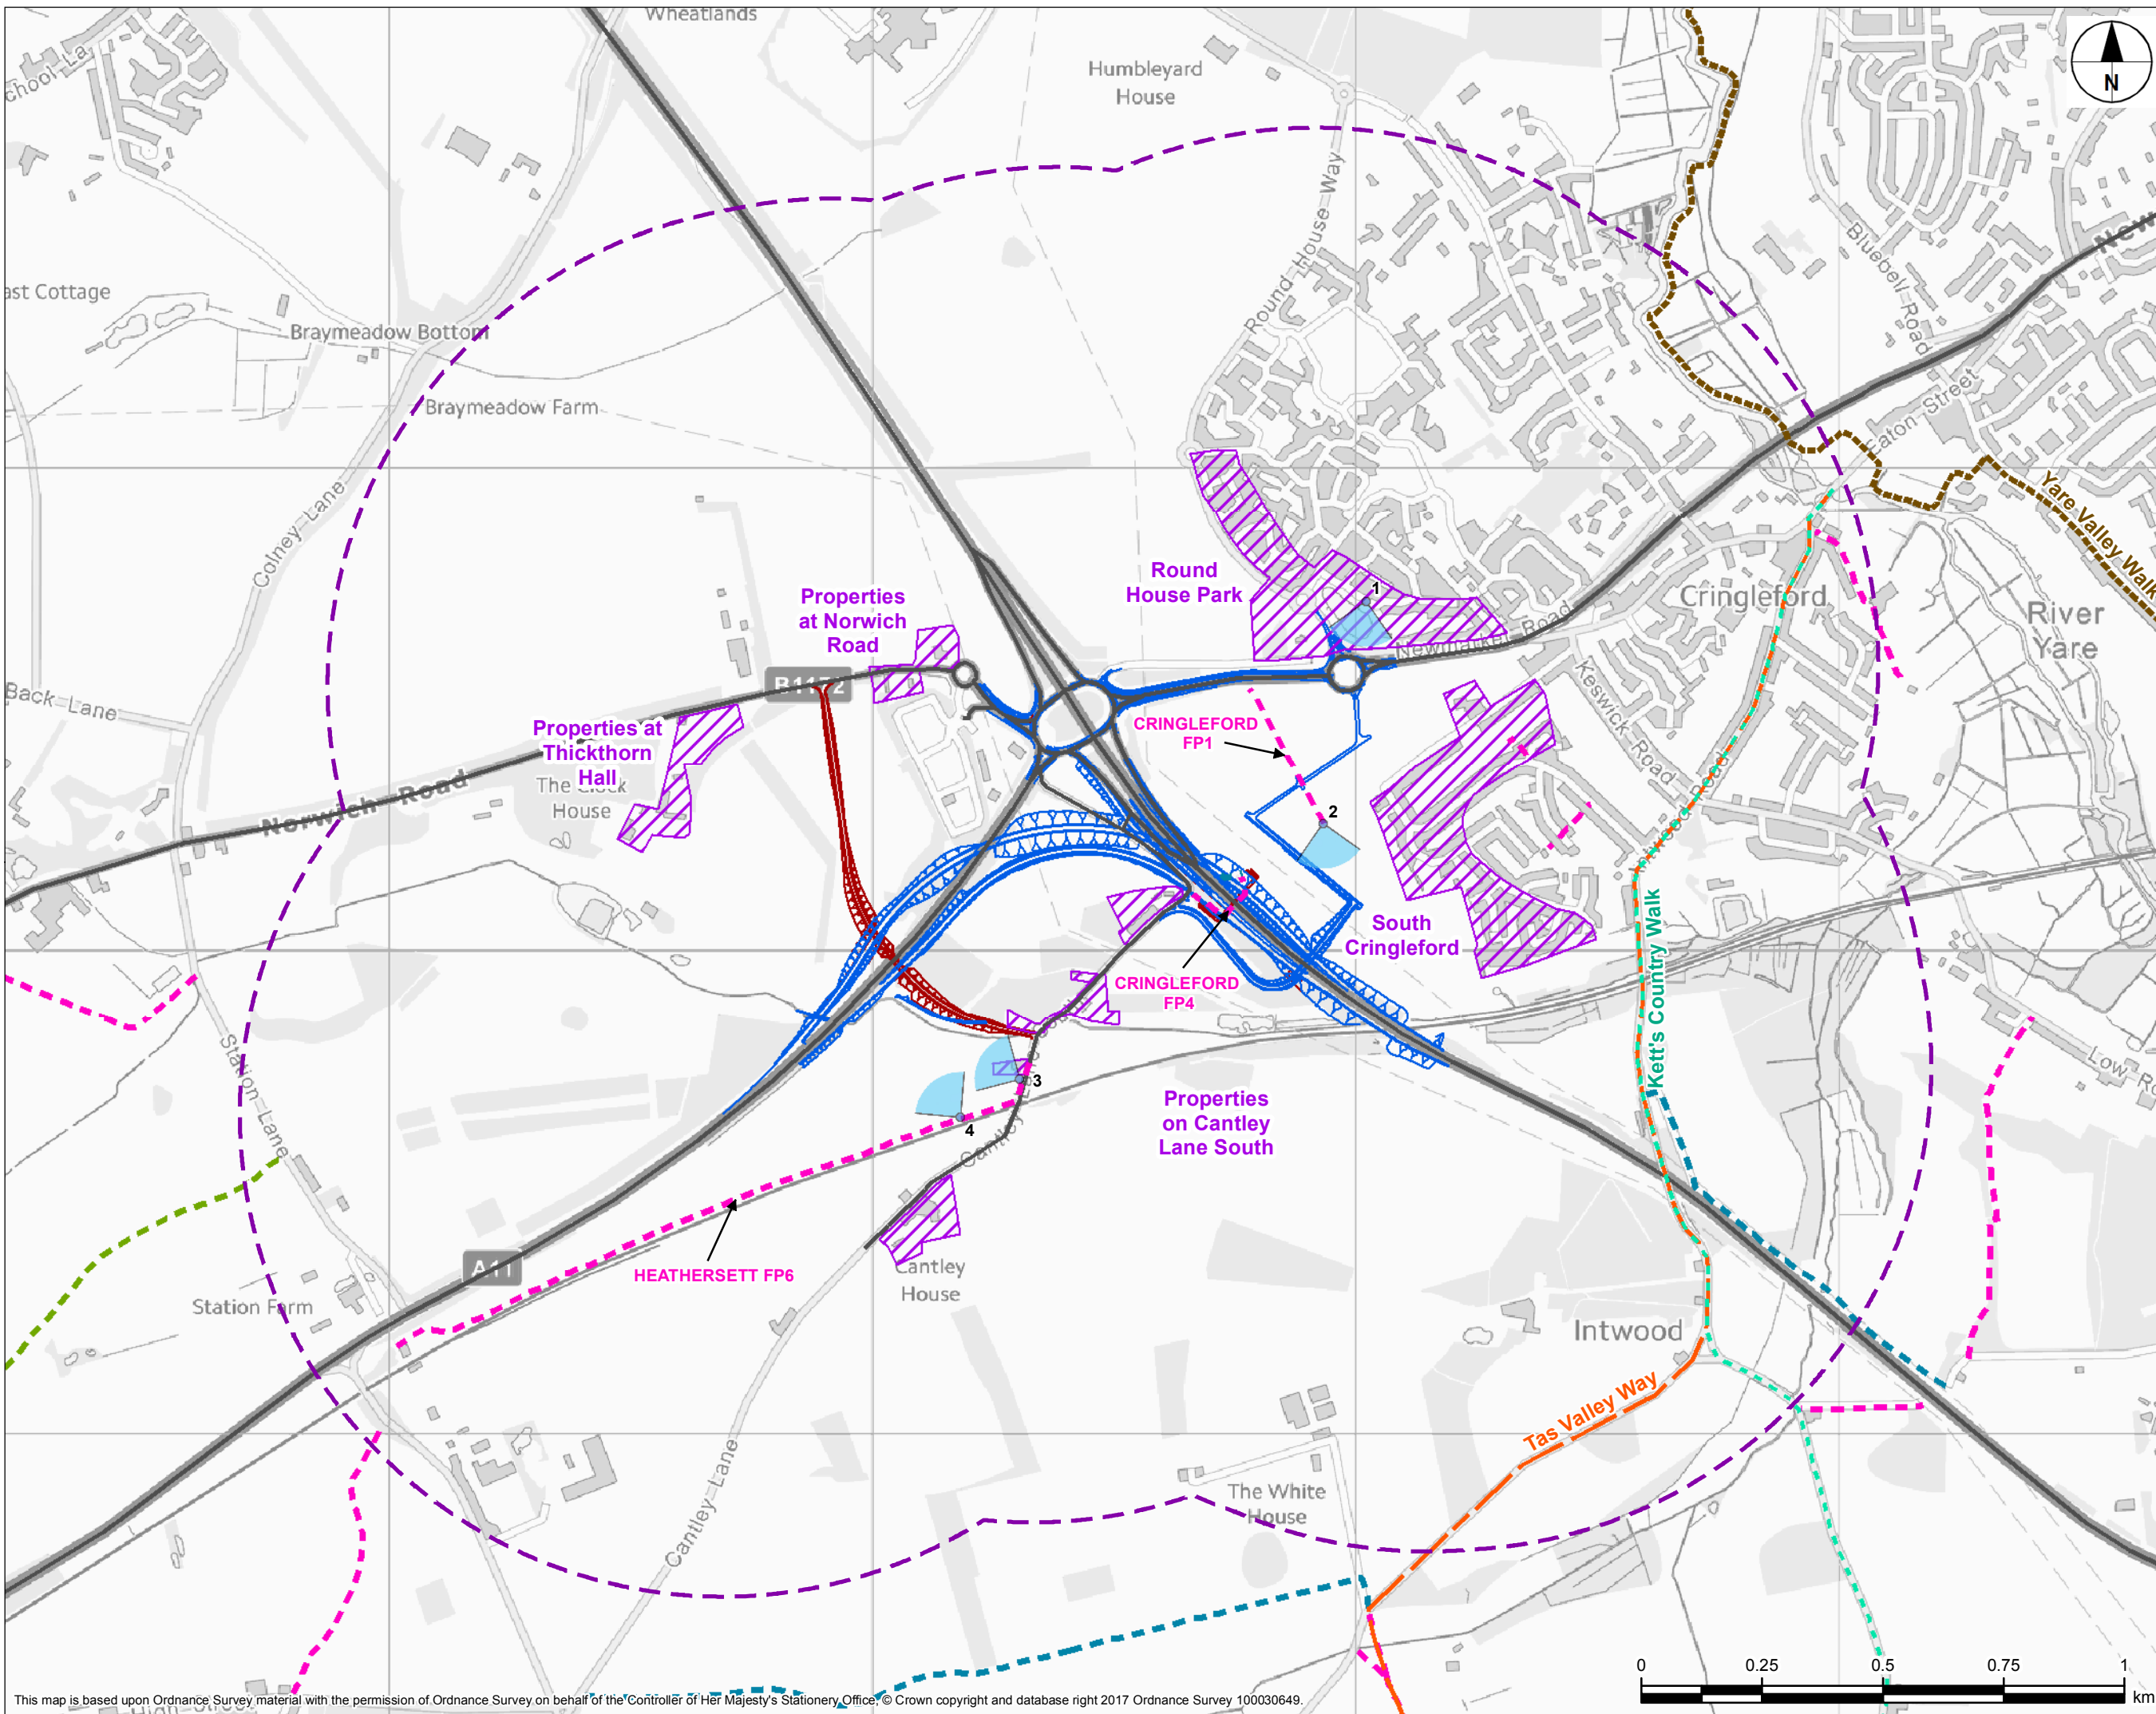 Wheatlands
Humbleyard
House
N
chool La
Round House Way
Bluebell Road
ast Cottage
Braymeadow Bottom
Braymeadow Farm
Eaton Street
Yare Valley Walk
Colney Lane
Round
House Park
1
Properties
at Norwich
Road
Cringleford
River
Yare
Newmarket Road
Back Lane
B1172
Keswick Road
CRINGLEFORD
FP1
Properties at
Thickthorn
Hall
The Clock
House
Norwich Road
2
South
Cringleford
Kett's Country Walk
CRINGLEFORD
FP4
Station Lane
3
4
Properties
on Cantley
Lane South
Low Ro
A11
HEATHERSETT FP6
Cantley
House
Station Farm
Intwood
Tas Valley Way
Cantley Lane
The White
House
0 0.25 0.5 0.75 1
km
This map is based upon Ordnance Survey material with the permission of Ordnance Survey on behalf of the Controller of Her Majesty's Stationery Office, © Crown copyright and database right 2017 Ordnance Survey 100030649.